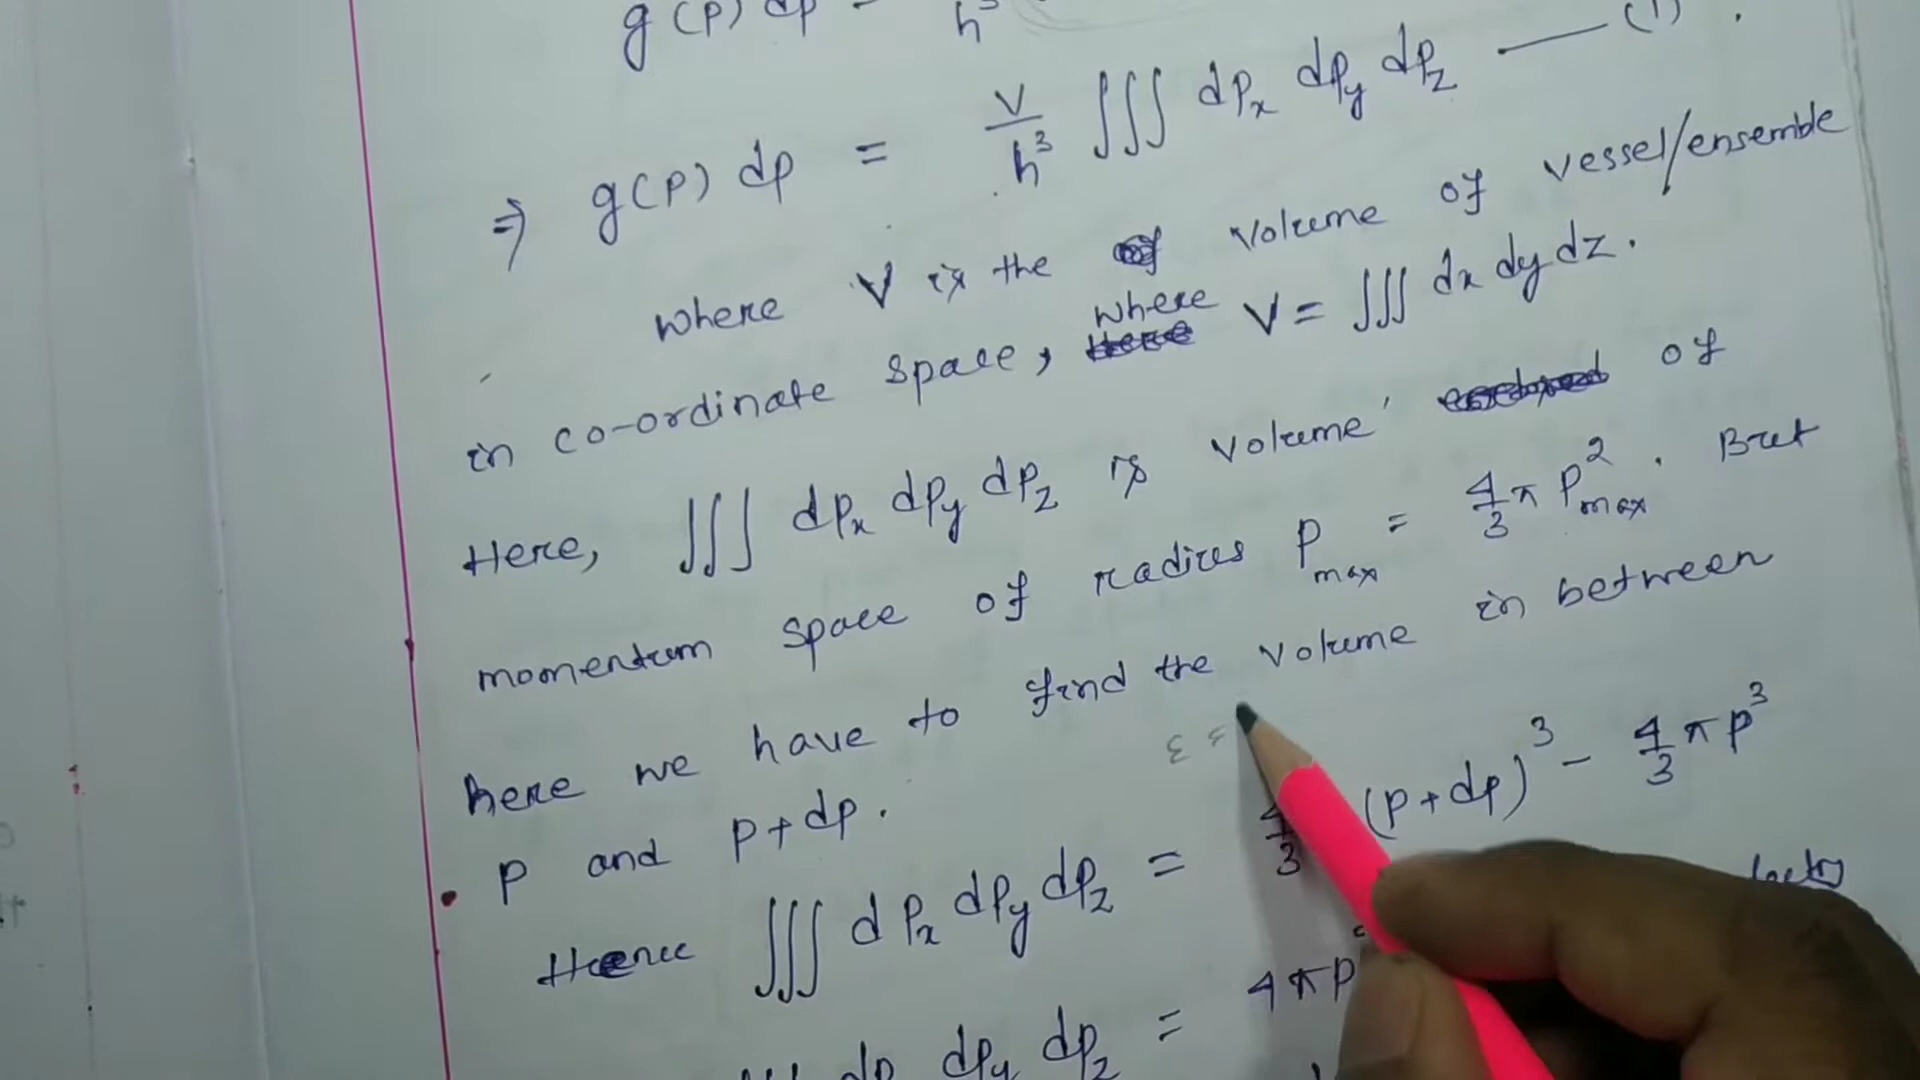 g(p) dp = h³
⇒ g(p) dp = V/h³ ∭ dpx dpy dpz —— (1)
where V is the volume of vessel/ensemble
in co-ordinate space, where V = ∭ dx dy dz.
Here, ∭ dpx dpy dpz is volume of
momentum space of radius Pmax = 4/3 π P²max. But
here we have to find the volume in between
p and p+dp.
Hence ∭ dpx dpy dpz = 4/3 (p+dp)³ - 4/3 π p³
∭ dp dpy dpz = 4πp